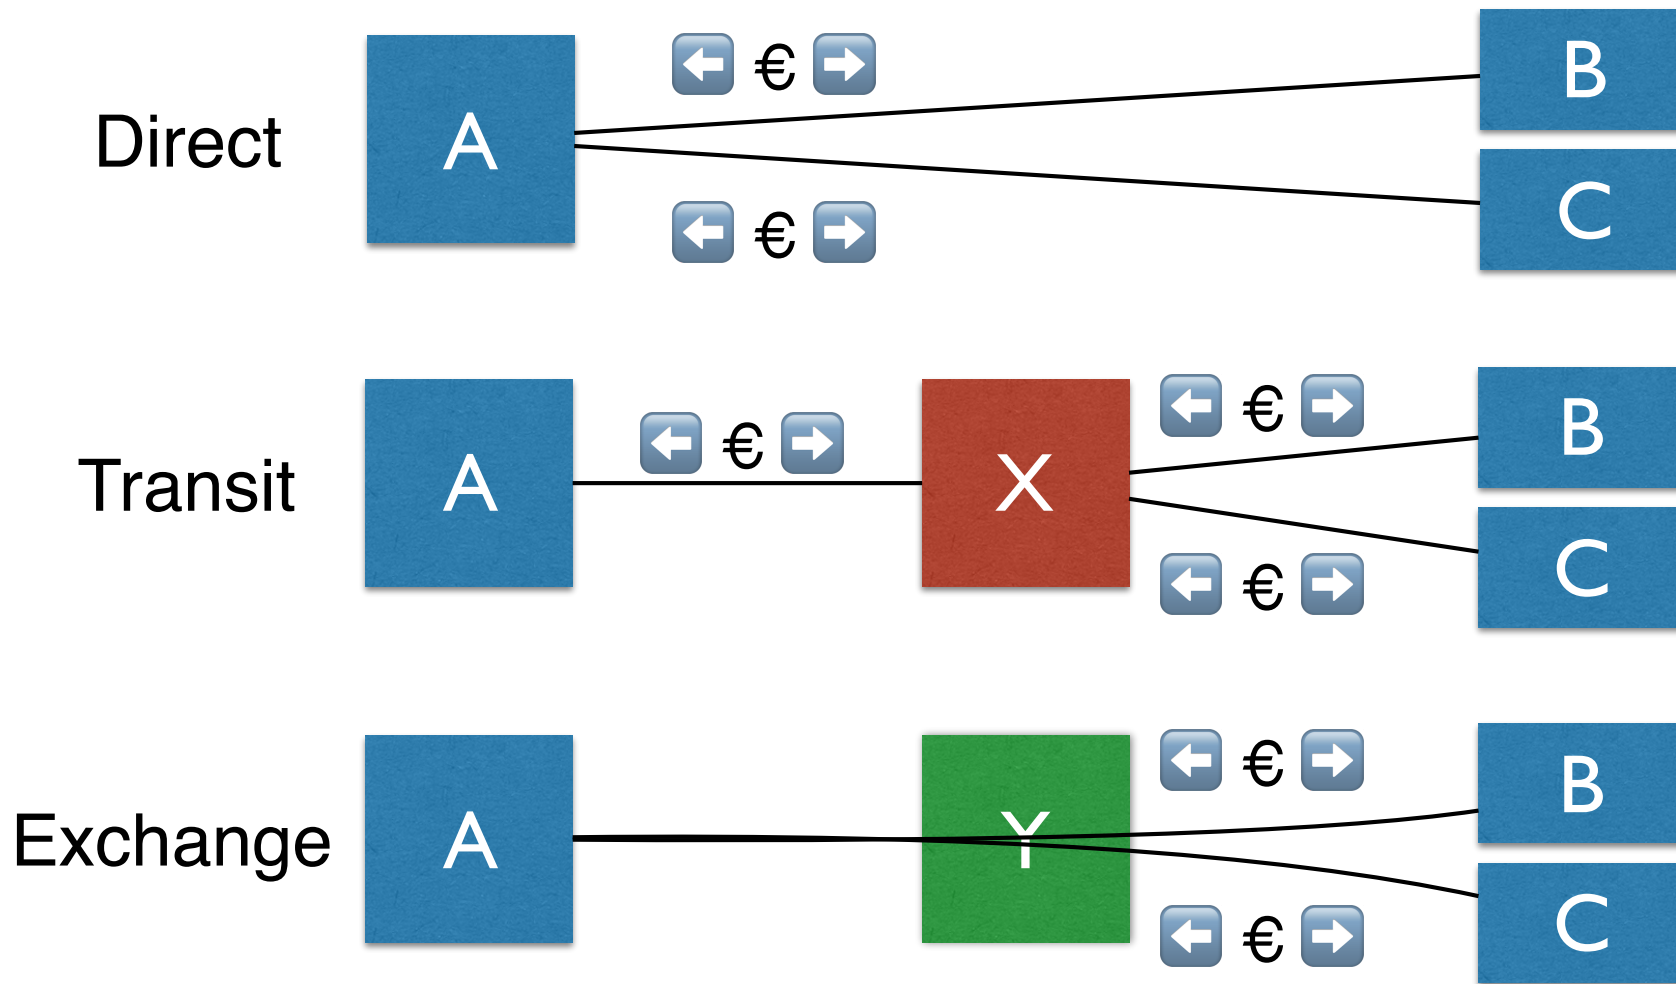 Direct
A
⬅ € ➡
⬅ € ➡
B
C
Transit
A
⬅ € ➡
X
⬅ € ➡
⬅ € ➡
B
C
Exchange
A
Y
⬅ € ➡
⬅ € ➡
B
C